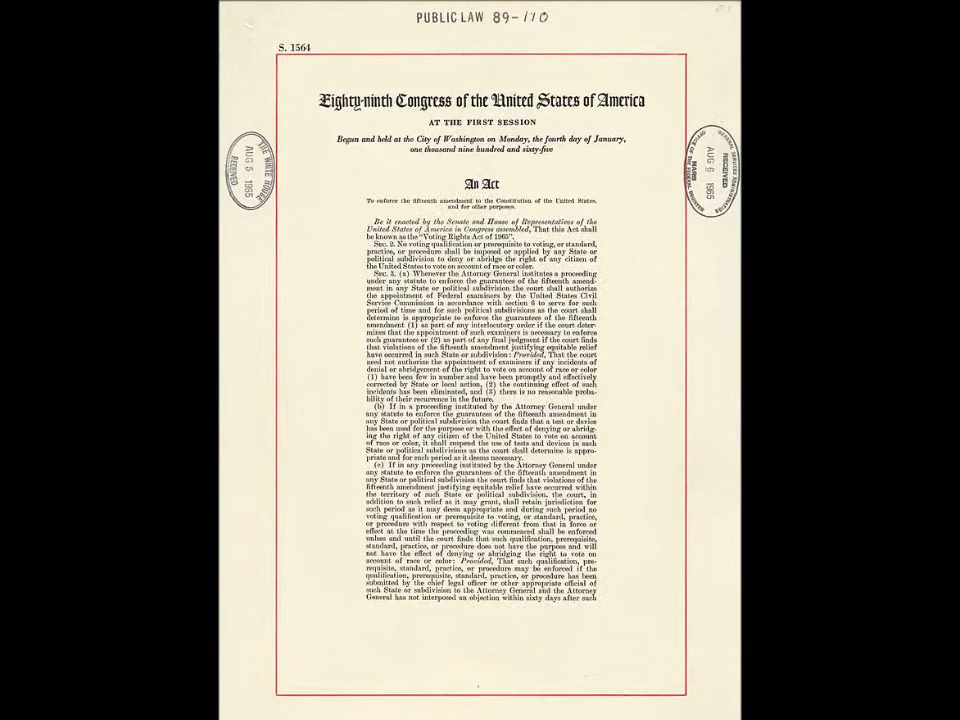 PUBLIC LAW 89-110
S. 1564
Eighty-ninth Congress of the United States of America
AT THE FIRST SESSION
Begun and held at the City of Washington on Monday, the fourth day of January,
one thousand nine hundred and sixty-five
THE WHITE HOUSE
AUG 5 1965
RECEIVED
GENERAL SERVICES ADMINISTRATION
RECEIVED
AUG 6 1965
NARS
An Act
To enforce the fifteenth amendment to the Constitution of the United States,
and for other purposes.
Be it enacted by the Senate and House of Representatives of the
United States of America in Congress assembled, That this Act shall
be known as the "Voting Rights Act of 1965".
SEC. 2. No voting qualification or prerequisite to voting, or standard,
practice, or procedure shall be imposed or applied by any State or
political subdivision to deny or abridge the right of any citizen of
the United States to vote on account of race or color.
SEC. 3. (a) Whenever the Attorney General institutes a proceeding
under any statute to enforce the guarantees of the fifteenth amend-
ment in any State or political subdivision the court shall authorize
the appointment of Federal examiners by the United States Civil
Service Commission in accordance with section 6 to serve for such
period of time and for such political subdivisions as the court shall
determine is appropriate to enforce the guarantees of the fifteenth
amendment (1) as part of any interlocutory order if the court deter-
mines that the appointment of such examiners is necessary to enforce
such guarantees or (2) as part of any final judgment if the court finds
that violations of the fifteenth amendment justifying equitable relief
have occurred in such State or subdivision: Provided, That the court
need not authorize the appointment of examiners if any incidents of
denial or abridgement of the right to vote on account of race or color
(1) have been few in number and have been promptly and effectively
corrected by State or local action, (2) the continuing effect of such
incidents has been eliminated, and (3) there is no reasonable proba-
bility of their recurrence in the future.
(b) If in a proceeding instituted by the Attorney General under
any statute to enforce the guarantees of the fifteenth amendment in
any State or political subdivision the court finds that a test or device
has been used for the purpose or with the effect of denying or abridg-
ing the right of any citizen of the United States to vote on account
of race or color, it shall suspend the use of tests and devices in such
State or political subdivisions as the court shall determine is appro-
priate and for such period as it deems necessary.
(c) If in any proceeding instituted by the Attorney General under
any statute to enforce the guarantees of the fifteenth amendment in
any State or political subdivision the court finds that violations of the
fifteenth amendment justifying equitable relief have occurred within
the territory of such State or political subdivision, the court, in
addition to such relief as it may grant, shall retain jurisdiction for
such period as it may deem appropriate and during such period no
voting qualification or prerequisite to voting, or standard, practice,
or procedure with respect to voting different from that in force or
effect at the time the proceeding was commenced shall be enforced
unless and until the court finds that such qualification, prerequisite,
standard, practice, or procedure does not have the purpose and will
not have the effect of denying or abridging the right to vote on
account of race or color: Provided, That such qualification, pre-
requisite, standard, practice, or procedure may be enforced if the
qualification, prerequisite, standard, practice, or procedure has been
submitted by the chief legal officer or other appropriate official of
such State or subdivision to the Attorney General and the Attorney
General has not interposed an objection within sixty days after such